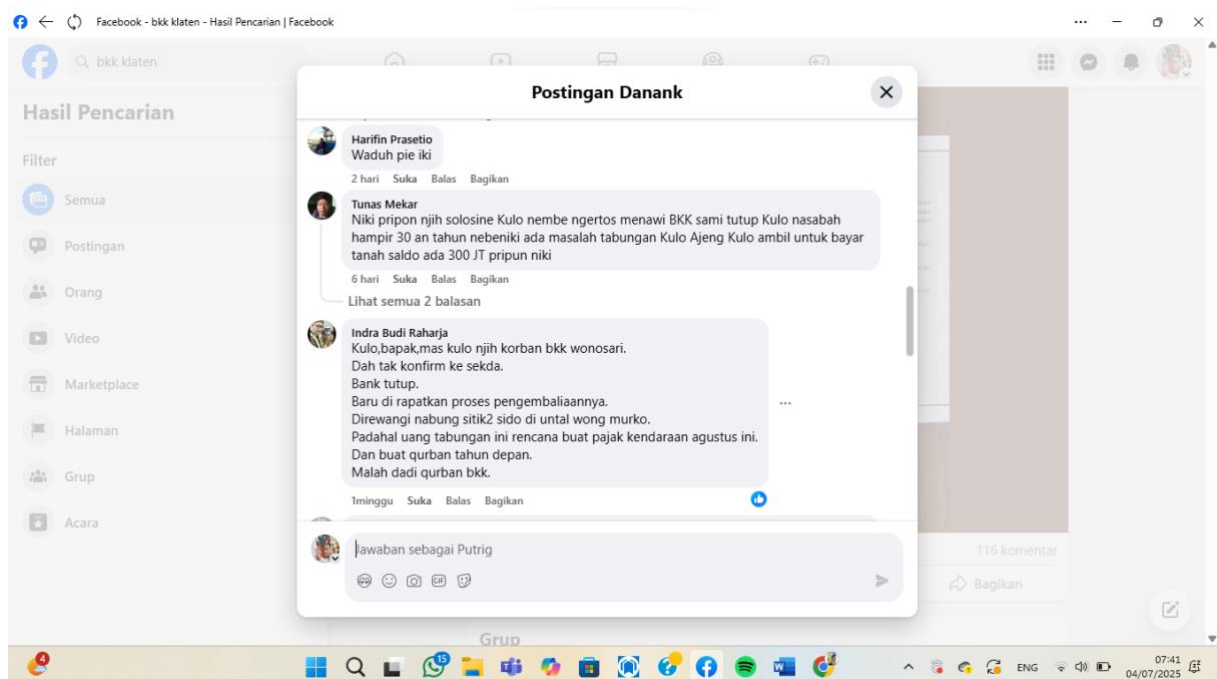 Facebook - bkk klaten - Hasil Pencarian | Facebook
bkk klaten
Hasil Pencarian
Filter
Semua
Postingan
Orang
Video
Marketplace
Halaman
Grup
Acara
Postingan Danank
Harifin Prasetio
Waduh pie iki
2 hari Suka Balas Bagikan
Tunas Mekar
Niki pripon njih solosine Kulo nembe ngertos menawi BKK sami tutup Kulo nasabah
hampir 30 an tahun nebeniki ada masalah tabungan Kulo Ajeng Kulo ambil untuk bayar
tanah saldo ada 300 JT pripun niki
6 hari Suka Balas Bagikan
Lihat semua 2 balasan
Indra Budi Raharja
Kulo,bapak,mas kulo njih korban bkk wonosari.
Dah tak konfirm ke sekda.
Bank tutup.
Baru di rapatkan proses pengembaliaannya.
Direwangi nabung sitik2 sido di untal wong murko.
Padahal uang tabungan ini rencana buat pajak kendaraan agustus ini.
Dan buat qurban tahun depan.
Malah dadi qurban bkk.
1minggu Suka Balas Bagikan
Jawaban sebagai Putrig
GIF
116 komentar
Bagikan
Grup
4
15
ENG
07:41
04/07/2025